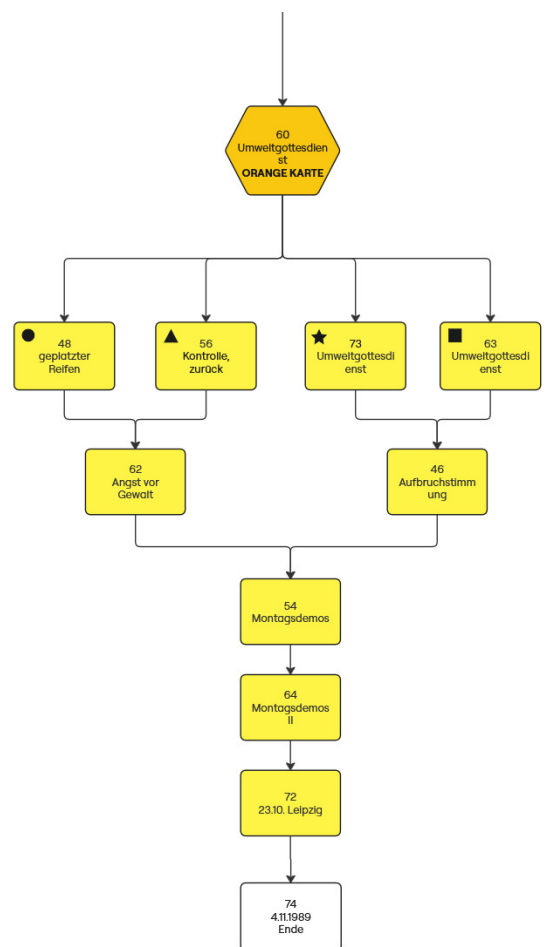 60
Umweltgottesdien
st
ORANGE KARTE
48
geplatzter
Reifen
56
Kontrolle,
zurück
73
Umweltgottesdi
enst
63
Umweltgottesdi
enst
62
Angst vor
Gewalt
46
Aufbruchstimm
ung
54
Montagsdemos
64
Montagsdemos
II
72
23.10. Leipzig
74
4.11.1989
Ende